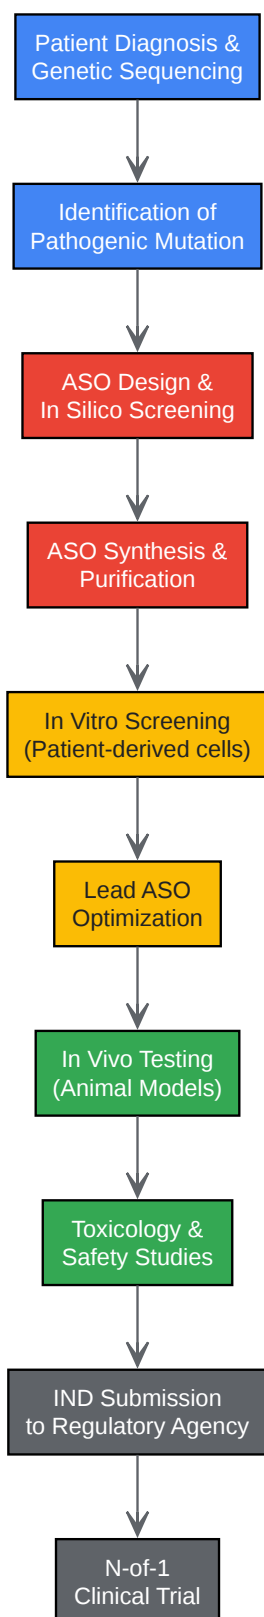 Patient Diagnosis &
Genetic Sequencing
Identification of
Pathogenic Mutation
ASO Design &
In Silico Screening
ASO Synthesis &
Purification
In Vitro Screening
(Patient-derived cells)
Lead ASO
Optimization
In Vivo Testing
(Animal Models)
Toxicology &
Safety Studies
IND Submission
to Regulatory Agency
N-of-1
Clinical Trial